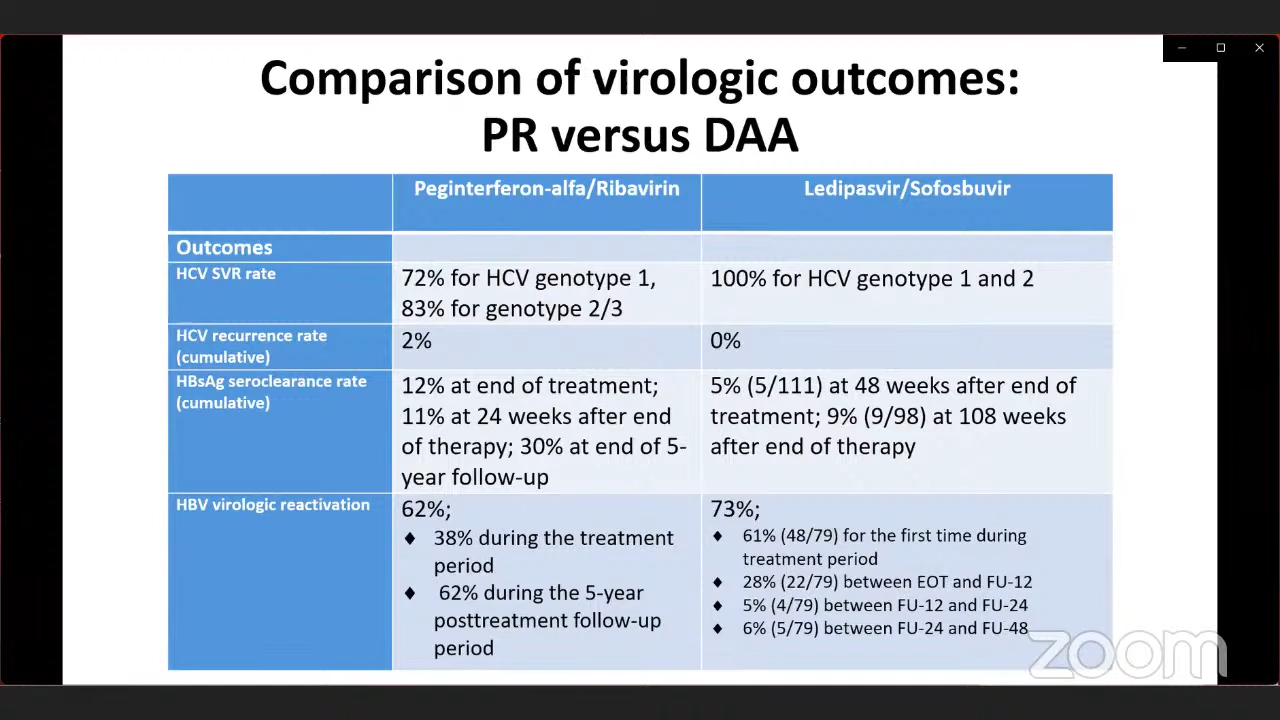 Comparison of virologic outcomes:
PR versus DAA
Peginterferon-alfa/Ribavirin
Ledipasvir/Sofosbuvir
Outcomes
HCV SVR rate
72% for HCV genotype 1,
83% for genotype 2/3
100% for HCV genotype 1 and 2
HCV recurrence rate
(cumulative)
2%
0%
HBsAg seroclearance rate
(cumulative)
12% at end of treatment;
11% at 24 weeks after end
of therapy; 30% at end of 5-
year follow-up
5% (5/111) at 48 weeks after end of
treatment; 9% (9/98) at 108 weeks
after end of therapy
HBV virologic reactivation
62%;
♦ 38% during the treatment
period
♦ 62% during the 5-year
posttreatment follow-up
period
73%;
♦ 61% (48/79) for the first time during
treatment period
♦ 28% (22/79) between EOT and FU-12
♦ 5% (4/79) between FU-12 and FU-24
♦ 6% (5/79) between FU-24 and FU-48
zoom